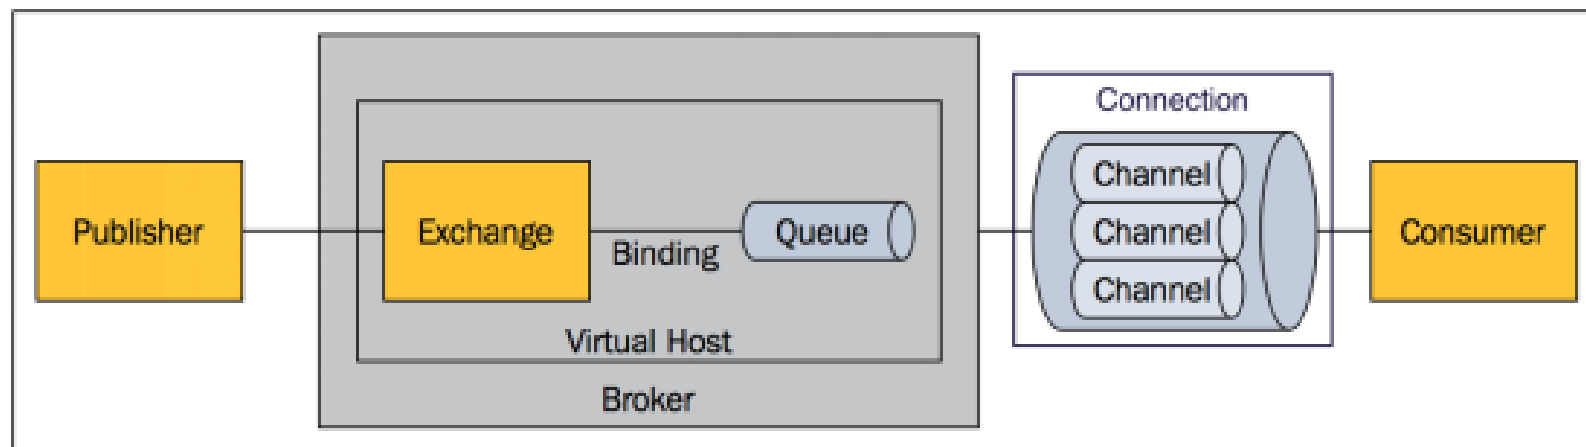 Publisher
Exchange
Binding
Queue
Virtual Host
Broker
Connection
Channel
Channel
Channel
Consumer